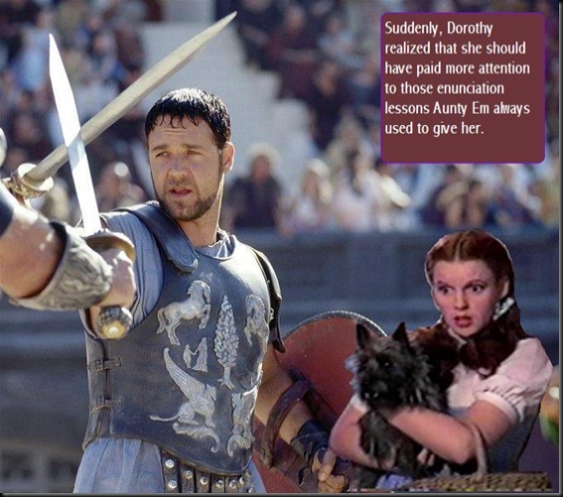 Suddenly, Dorothy
realized that she should
have paid more attention
to those enunciation
lessons Aunty Em always
used to give her.